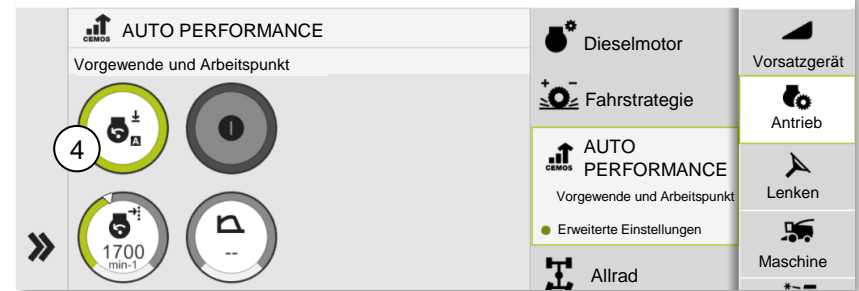 CEMOS
AUTO PERFORMANCE
Vorgewende und Arbeitspunkt
A
4
1700
min-1
--
Dieselmotor
Fahrstrategie
CEMOS
AUTO
PERFORMANCE
Vorgewende und Arbeitspunkt
Erweiterte Einstellungen
Allrad
Vorsatzgerät
Antrieb
Lenken
Maschine